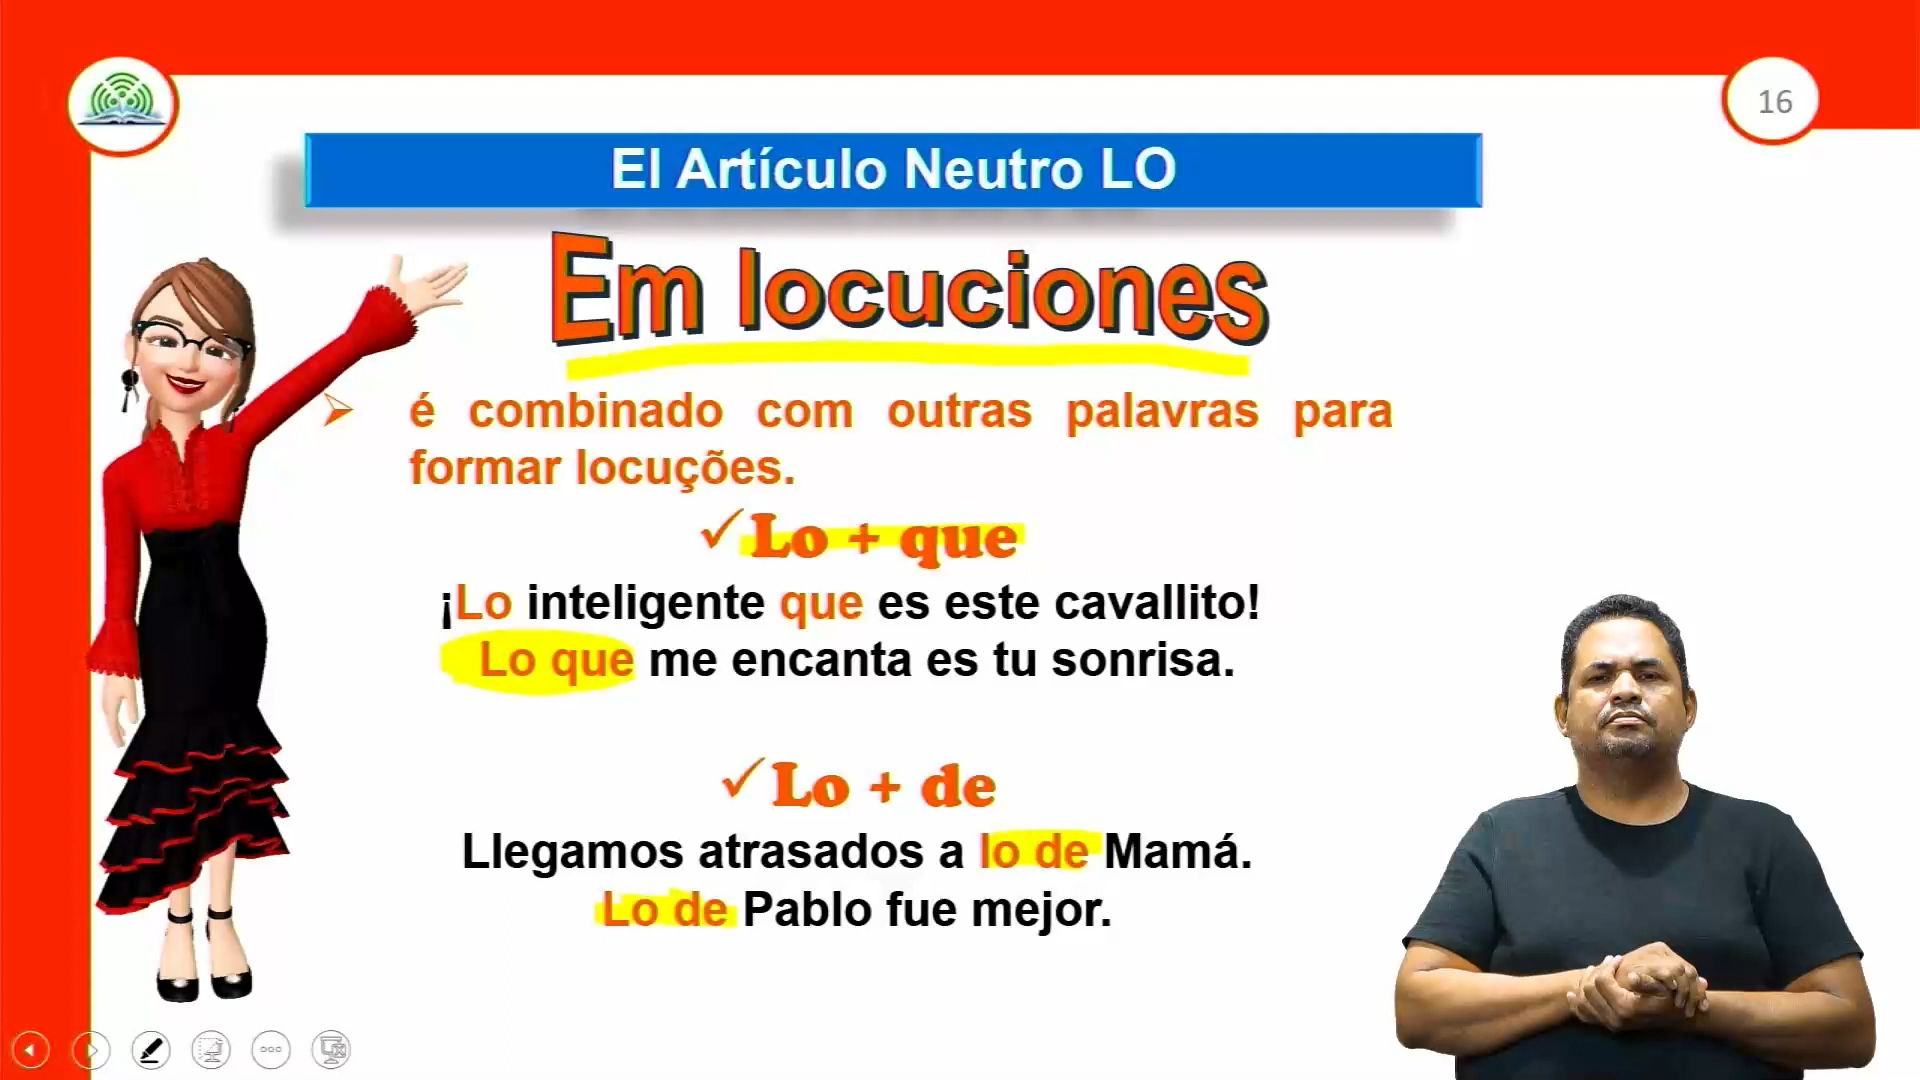 16
El Artículo Neutro LO
Em locuciones
é combinado com outras palavras para
formar locuções.
Lo + que
¡Lo inteligente que es este cavallito!
Lo que me encanta es tu sonrisa.
Lo + de
Llegamos atrasados a lo de Mamá.
Lo de Pablo fue mejor.